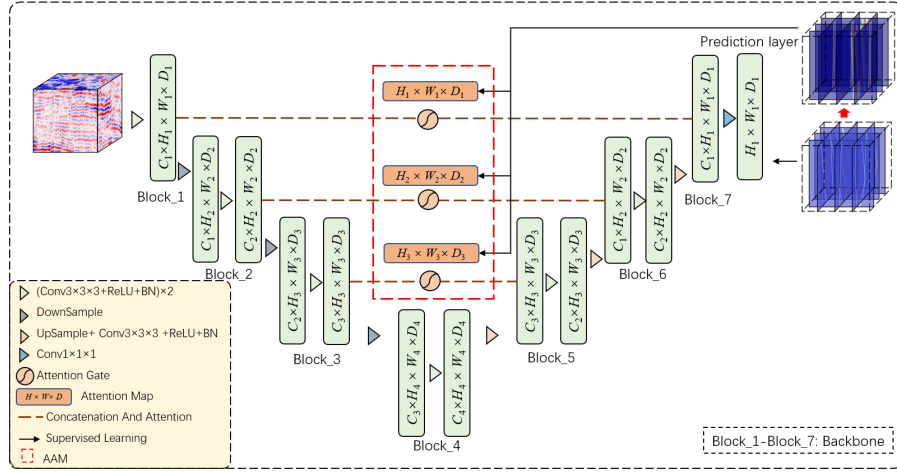 Prediction layer
C₁×H₁ × W₁× D₁
H₁ × W₁× D₁
C₁×H₁ × W₁× D₁
H₁ × W₁× D₁
Block_1
C₁×H₂ × W₂ ×D₂
C₂×H₂ × W₂ ×D₂
H₂ × W₂ ×D₂
C₁×H₂ × W₂ ×D₂
C₂×H₂ × W₂ ×D₂
Block_7
Block_2
C₂×H₃ × W₃ ×D₃
C₃×H₃ × W₃ ×D₃
H₃ × W₃ ×D₃
C₃×H₃ × W₃ ×D₃
C₂×H₃ × W₃ ×D₃
Block_6
Block_3
C₃×H₄ × W₄ ×D₄
C₄×H₄ × W₄ ×D₄
Block_5
Block_4
(Conv3×3×3+ReLU+BN)×2
DownSample
UpSample+ Conv3×3×3 +ReLU+BN
Conv1×1×1
Attention Gate
H × W × D Attention Map
Concatenation And Attention
Supervised Learning
AAM
Block_1-Block_7: Backbone